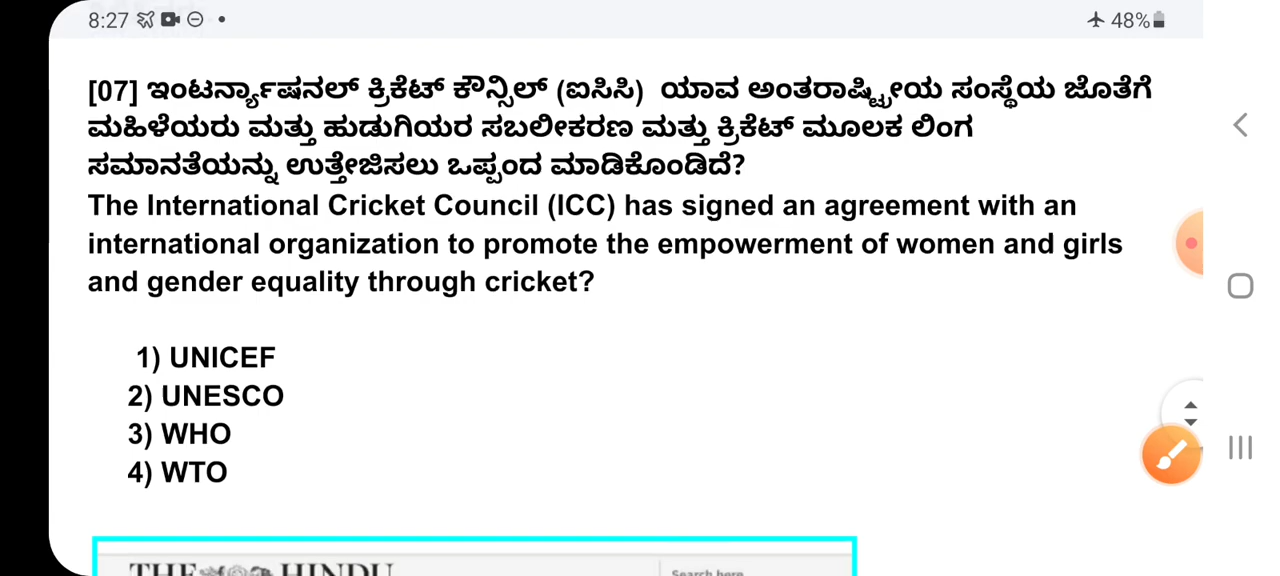 8:27
48%
[07] ಇಂಟರ್ನ್ಯಾಷನಲ್ ಕ್ರಿಕೆಟ್ ಕೌನ್ಸಿಲ್ (ಐಸಿಸಿ) ಯಾವ ಅಂತರಾಷ್ಟ್ರೀಯ ಸಂಸ್ಥೆಯ ಜೊತೆಗೆ
ಮಹಿಳೆಯರು ಮತ್ತು ಹುಡುಗಿಯರ ಸಬಲೀಕರಣ ಮತ್ತು ಕ್ರಿಕೆಟ್ ಮೂಲಕ ಲಿಂಗ
ಸಮಾನತೆಯನ್ನು ಉತ್ತೇಜಿಸಲು ಒಪ್ಪಂದ ಮಾಡಿಕೊಂಡಿದೆ?
The International Cricket Council (ICC) has signed an agreement with an
international organization to promote the empowerment of women and girls
and gender equality through cricket?
1) UNICEF
2) UNESCO
3) WHO
4) WTO
THE HINDU
Search here